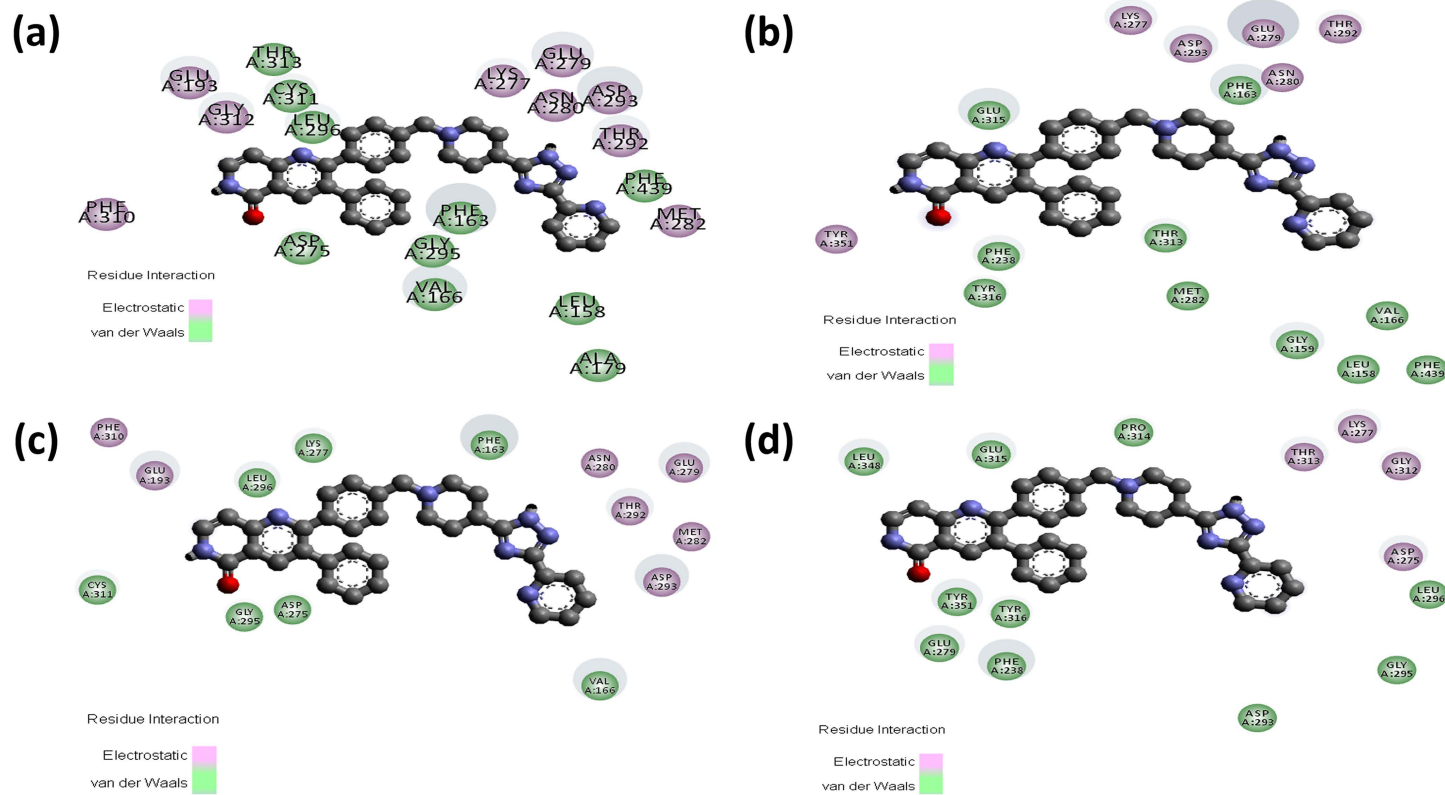 (a)
THR
A:313
GLU
A:193
CYS
A:311
GLY
A:312
LEU
A:296
LYS
A:277
GLU
A:279
ASN
A:280
ASP
A:293
THR
A:292
PHE
A:439
MET
A:282
PHE
A:310
PHE
A:163
ASP
A:275
GLY
A:295
VAL
A:166
LEU
A:158
ALA
A:179
Residue Interaction
Electrostatic
van der Waals
(b)
LYS
A:277
ASP
A:293
GLU
A:279
THR
A:292
ASN
A:280
PHE
A:163
GLU
A:315
TYR
A:351
PHE
A:238
TYR
A:316
THR
A:313
MET
A:282
VAL
A:166
GLY
A:159
LEU
A:158
PHE
A:439
Residue Interaction
Electrostatic
van der Waals
(c)
PHE
A:310
GLU
A:193
LYS
A:277
LEU
A:296
PHE
A:163
ASN
A:280
GLU
A:279
THR
A:292
MET
A:282
ASP
A:293
CYS
A:311
GLY
A:295
ASP
A:275
VAL
A:166
Residue Interaction
Electrostatic
van der Waals
(d)
LEU
A:348
GLU
A:315
PRO
A:314
LYS
A:277
THR
A:313
GLY
A:312
ASP
A:275
LEU
A:296
TYR
A:351
TYR
A:316
GLU
A:279
PHE
A:238
GLY
A:295
ASP
A:293
Residue Interaction
Electrostatic
van der Waals